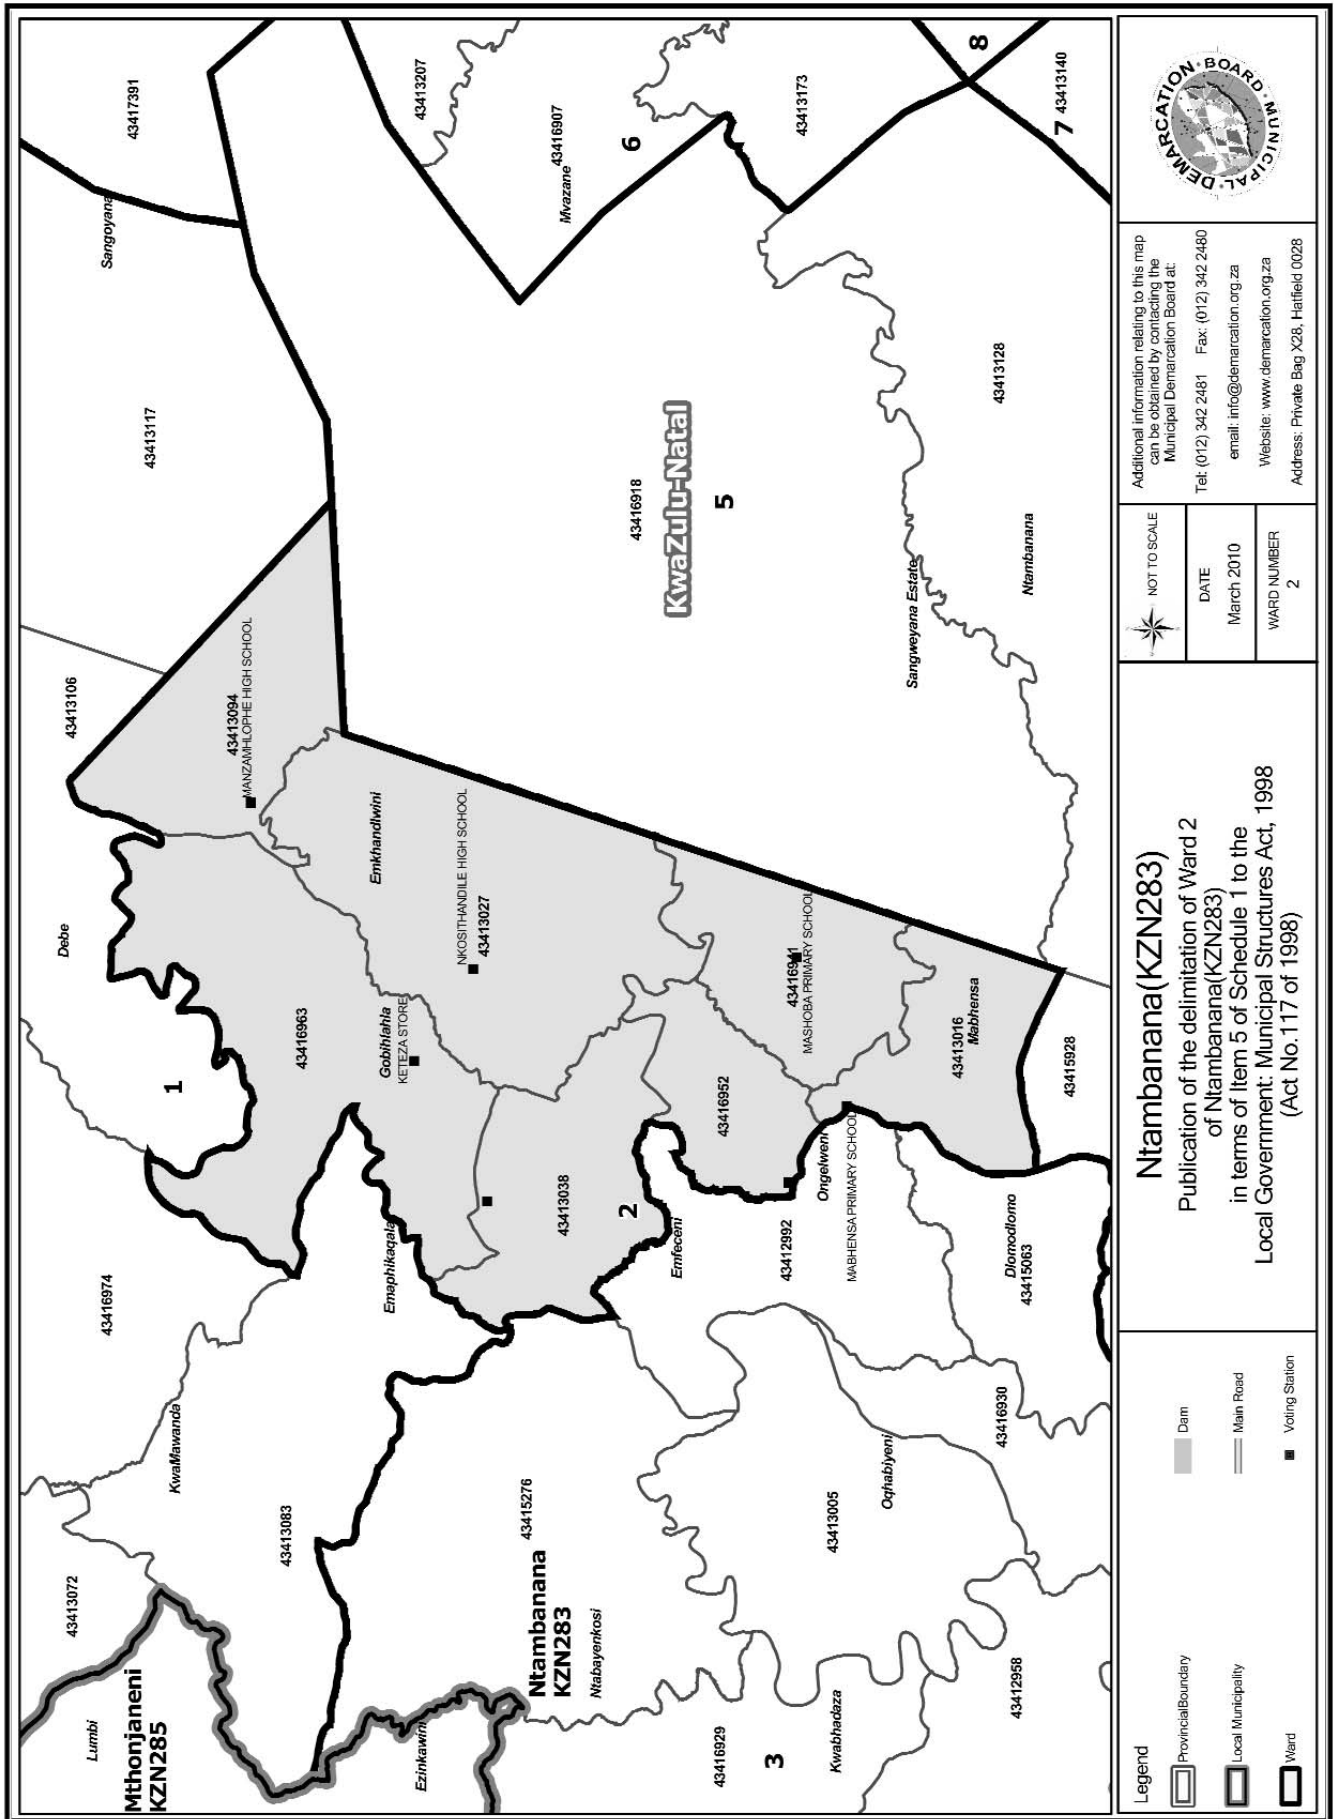 43413072
Lumbi
Mthonjaneni
KZN285
43416974
KwaMawanda
43413083
Ezinkawini
Emaphikaqala
Debe
1
43413106
43413117
Sangoyana
43417391
43416963
43413094
MANZAMHLOPHE HIGH SCHOOL
Emkhandlwini
Gobihlahla
KETEZA STORE
NKOSITHANDILE HIGH SCHOOL
43413027
43413207
Mvazane
43416907
6
43415276
Ntambanana
KZN283
Ntabayenkosi
43413038
2
Emfeceni
43416918
KwaZulu-Natal
5
43416929
3
Kwabhadaza
43413005
Oqhabiyeni
43412992
Ongelweni
MABHENSA PRIMARY SCHOOL
43416952
43416941
MASHOBA PRIMARY SCHOOL
43413173
8
7
43413140
43412958
43416930
Dlomodlomo
43415063
43413016
Mabhensa
43415928
Sangweyana Estate
Ntambanana
43413128
Legend
ProvincialBoundary
Local Municipality
Ward
Dam
Main Road
Voting Station
Ntambanana(KZN283)
Publication of the delimitation of Ward 2
of Ntambanana(KZN283)
in terms of Item 5 of Schedule 1 to the
Local Government: Municipal Structures Act, 1998
(Act No.117 of 1998)
NOT TO SCALE
DATE
March 2010
WARD NUMBER
2
Additional information relating to this map
can be obtained by contacting the
Municipal Demarcation Board at:
Tel: (012) 342 2481 Fax: (012) 342 2480
email: info@demarcation.org.za
Website: www.demarcation.org.za
Address: Private Bag X28, Hatfield 0028
MUNICIPAL DEMARCATION BOARD